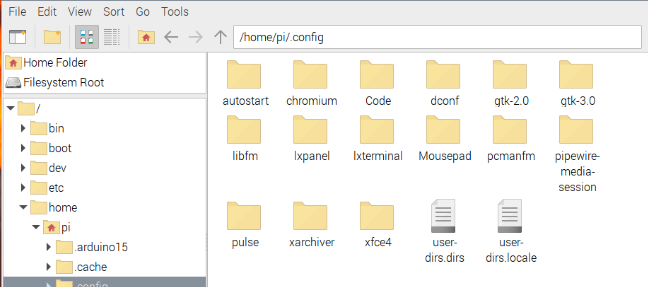 File Edit View Sort Go Tools
/home/pi/.config
Home Folder
Filesystem Root
/
bin
boot
dev
etc
home
pi
.arduino15
.cache
.config
autostart chromium Code dconf gtk-2.0 gtk-3.0
libfm lxpanel lxterminal Mousepad pcmanfm pipewire-
media-
session
pulse xarchiver xfce4 user-
dirs.dirs user-
dirs.locale